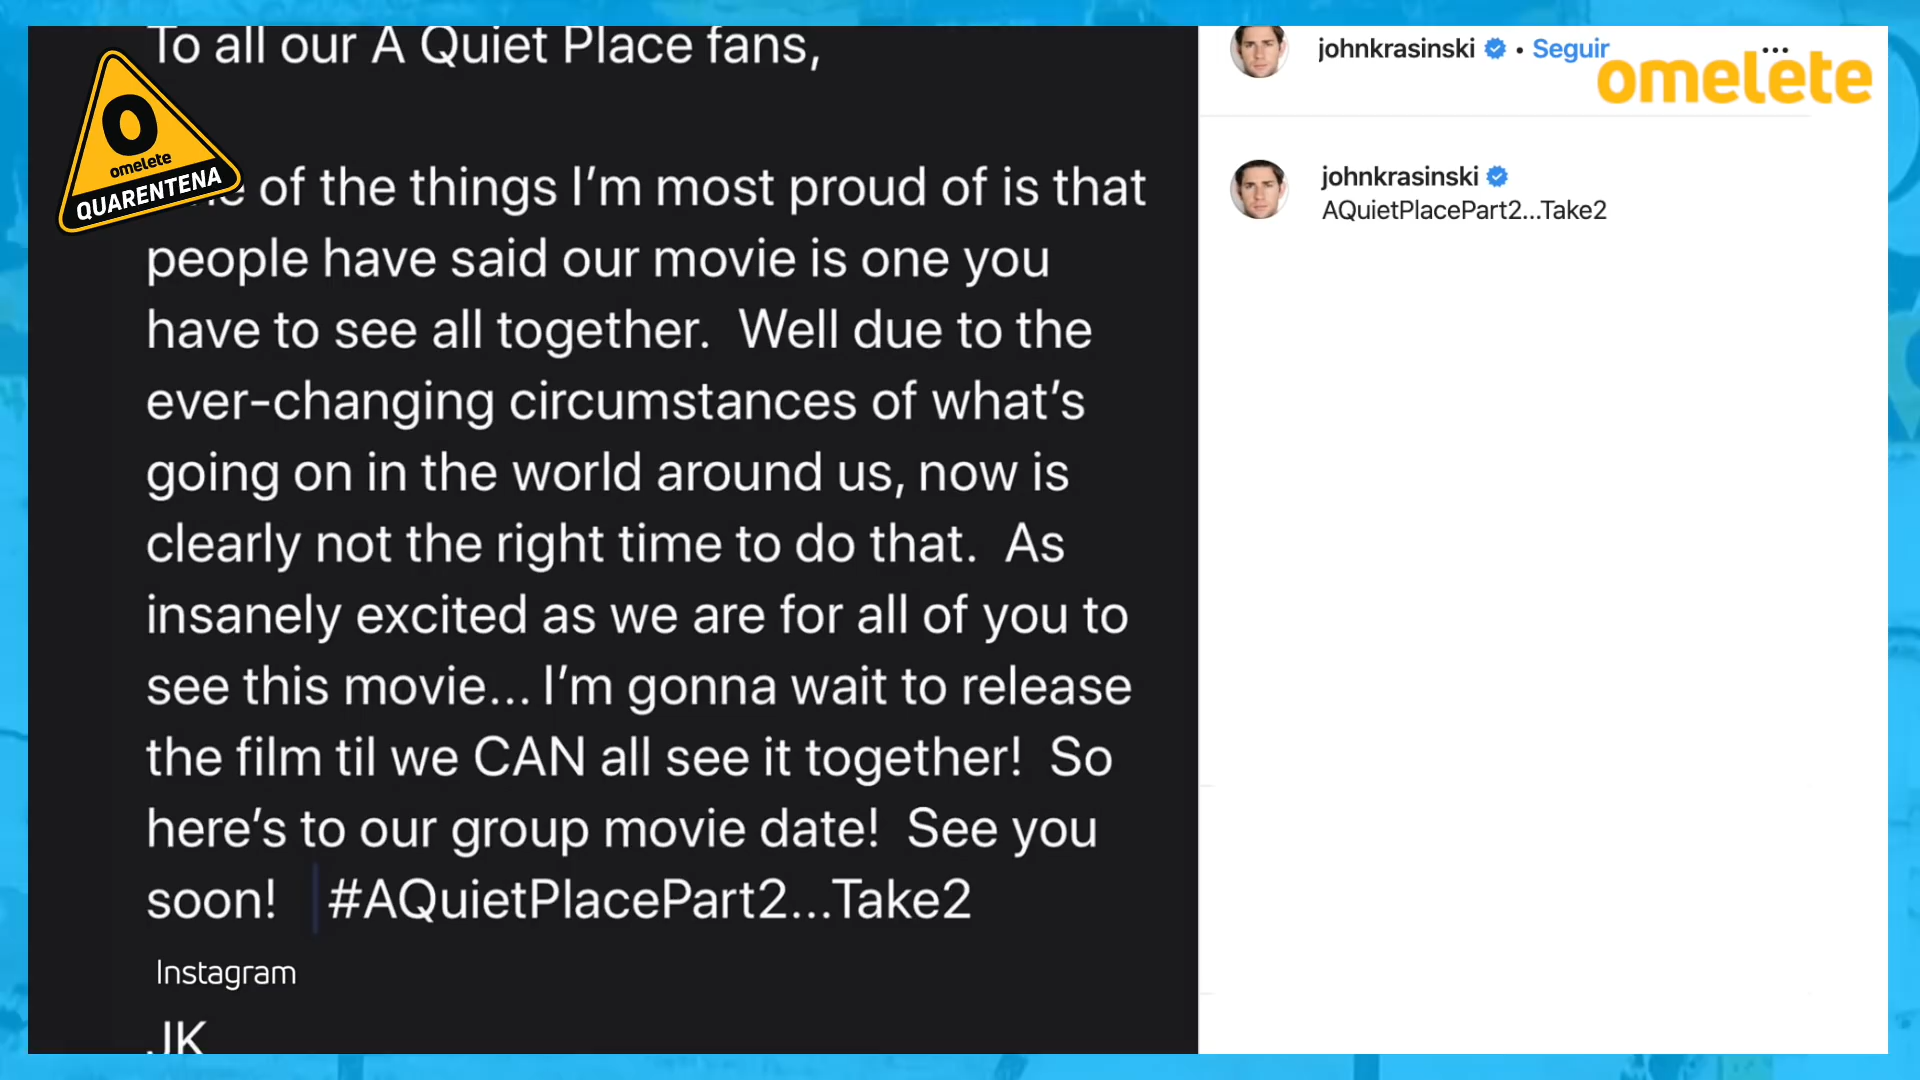 To all our A Quiet Place fans,
of the things I'm most proud of is that
people have said our movie is one you
have to see all together.  Well due to the
ever-changing circumstances of what's
going on in the world around us, now is
clearly not the right time to do that.  As
insanely excited as we are for all of you to
see this movie... I'm gonna wait to release
the film til we CAN all see it together!  So
here's to our group movie date!  See you
soon!   #AQuietPlacePart2...Take2
Instagram
JK
O
omelete
QUARENTENA
johnkrasinski • Seguir ...
omelete
johnkrasinski
AQuietPlacePart2...Take2